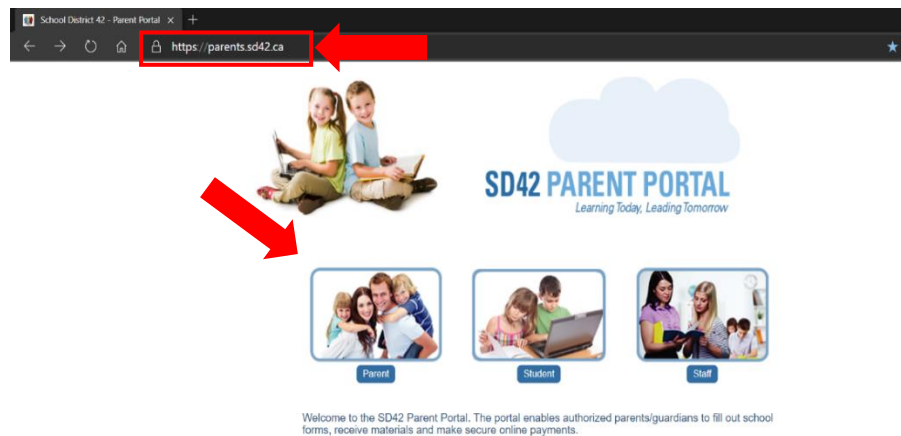 School District 42 - Parent Portal
https://parents.sd42.ca
SD42 PARENT PORTAL
Learning Today, Leading Tomorrow
Parent
Student
Staff
Welcome to the SD42 Parent Portal. The portal enables authorized parents/guardians to fill out school
forms, receive materials and make secure online payments.